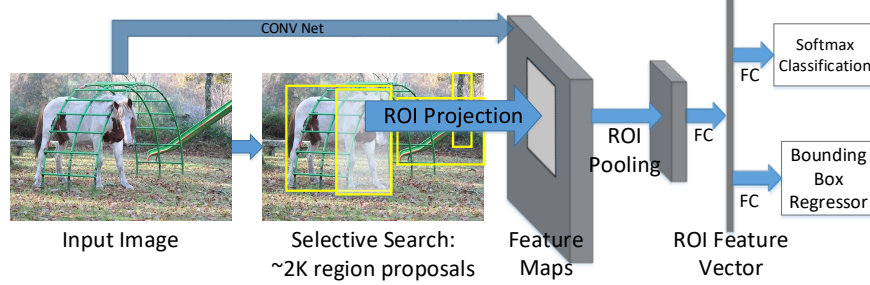 CONV Net
ROI Projection
ROI
Pooling
FC
FC
Softmax
Classification
FC
Bounding
Box
Regressor
Input Image
Selective Search:
~2K region proposals
Feature
Maps
ROI Feature
Vector